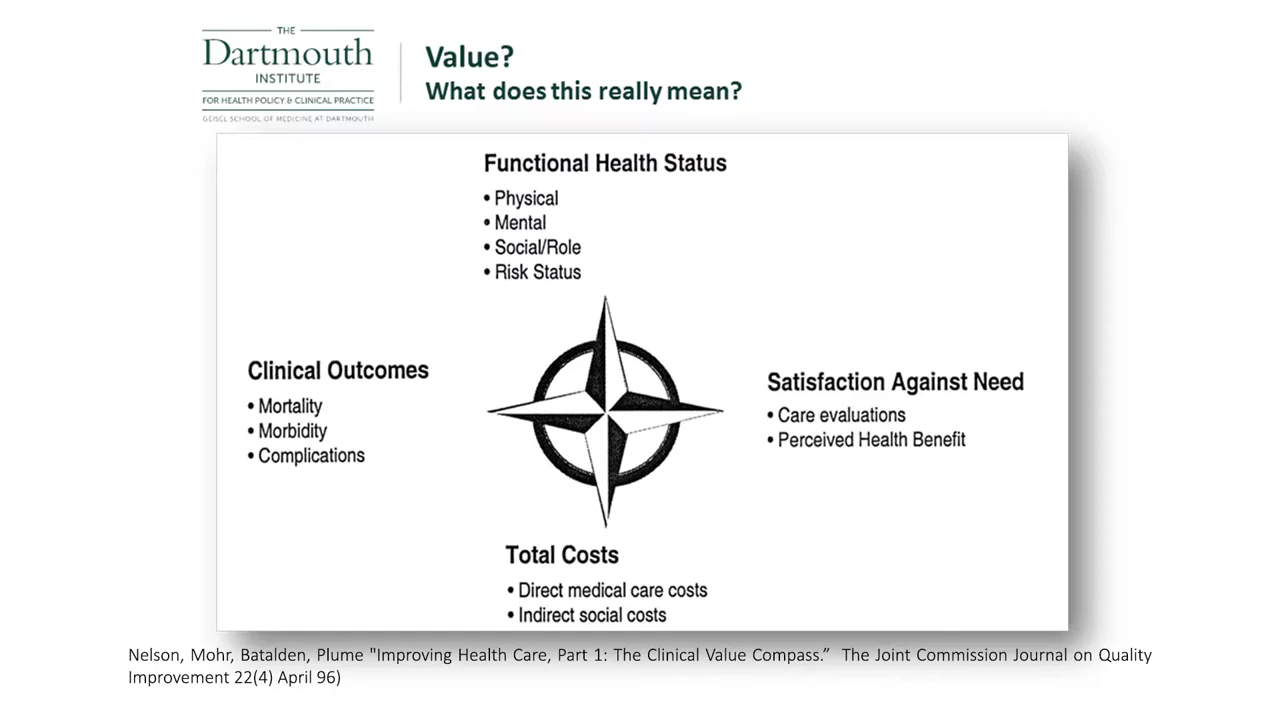 THE
Dartmouth
INSTITUTE
FOR HEALTH POLICY & CLINICAL PRACTICE
GEISEL SCHOOL OF MEDICINE AT DARTMOUTH
Value?
What does this really mean?
Functional Health Status
• Physical
• Mental
• Social/Role
• Risk Status
Clinical Outcomes
• Mortality
• Morbidity
• Complications
Satisfaction Against Need
• Care evaluations
• Perceived Health Benefit
Total Costs
• Direct medical care costs
• Indirect social costs
Nelson, Mohr, Batalden, Plume "Improving Health Care, Part 1: The Clinical Value Compass.” The Joint Commission Journal on Quality
Improvement 22(4) April 96)